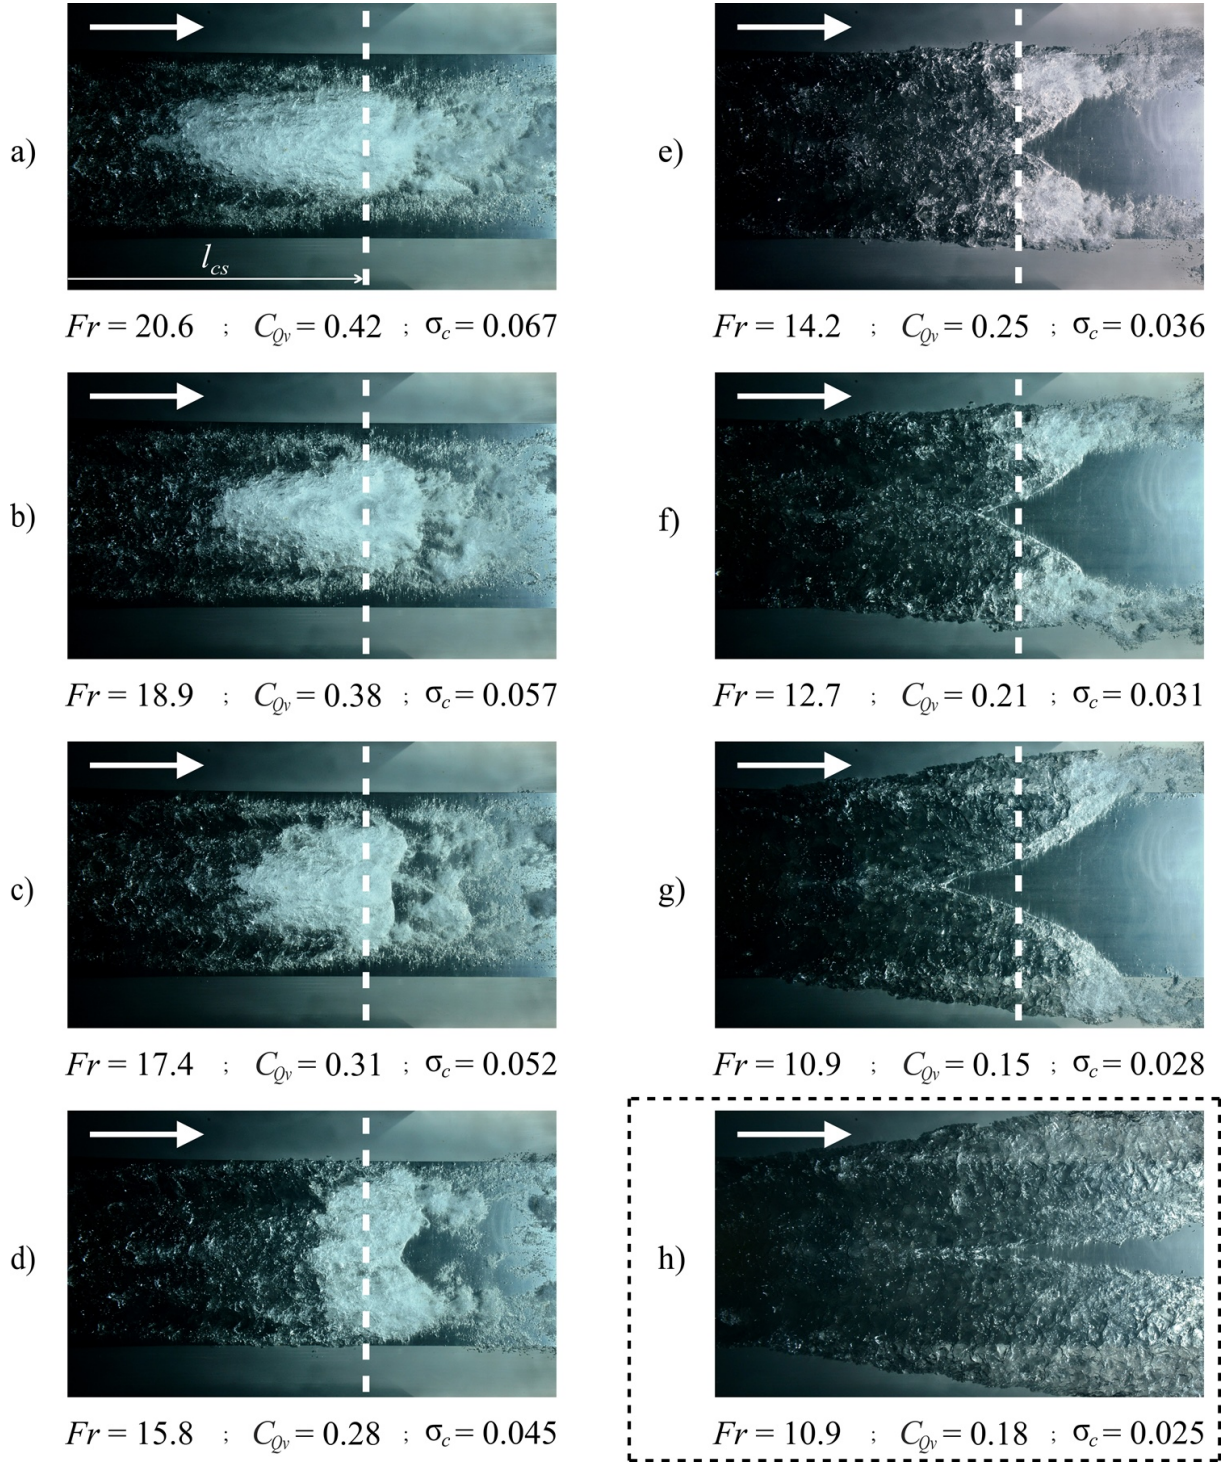 a)
l_cs
Fr = 20.6 ; C_Qv = 0.42 ; σ_c = 0.067
b)
Fr = 18.9 ; C_Qv = 0.38 ; σ_c = 0.057
c)
Fr = 17.4 ; C_Qv = 0.31 ; σ_c = 0.052
d)
Fr = 15.8 ; C_Qv = 0.28 ; σ_c = 0.045
e)
Fr = 14.2 ; C_Qv = 0.25 ; σ_c = 0.036
f)
Fr = 12.7 ; C_Qv = 0.21 ; σ_c = 0.031
g)
Fr = 10.9 ; C_Qv = 0.15 ; σ_c = 0.028
h)
Fr = 10.9 ; C_Qv = 0.18 ; σ_c = 0.025